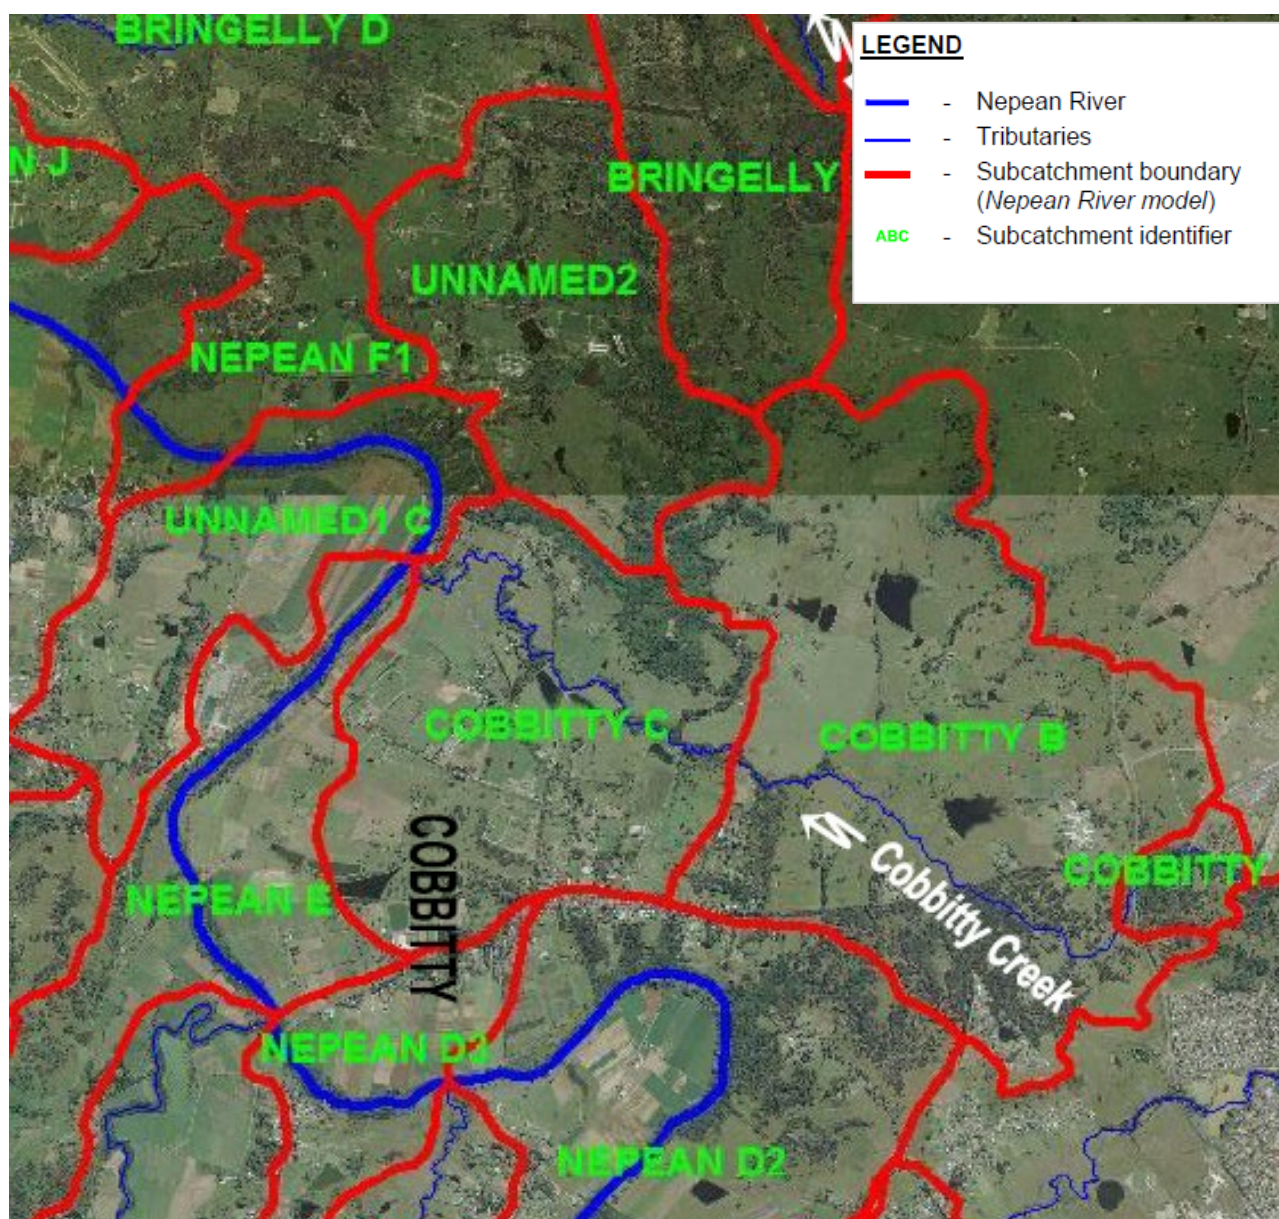 BRINGELLY D
LEGEND
- Nepean River
- Tributaries
- Subcatchment boundary
(Nepean River model)
ABC - Subcatchment identifier
N J
BRINGELLY
UNNAMED2
NEPEAN F1
UNNAMED1 C
COBBITTY C
COBBITTY B
COBBITTY
COBBITTY
Cobbitty Creek
NEPEAN E
NEPEAN D3
NEPEAN D2